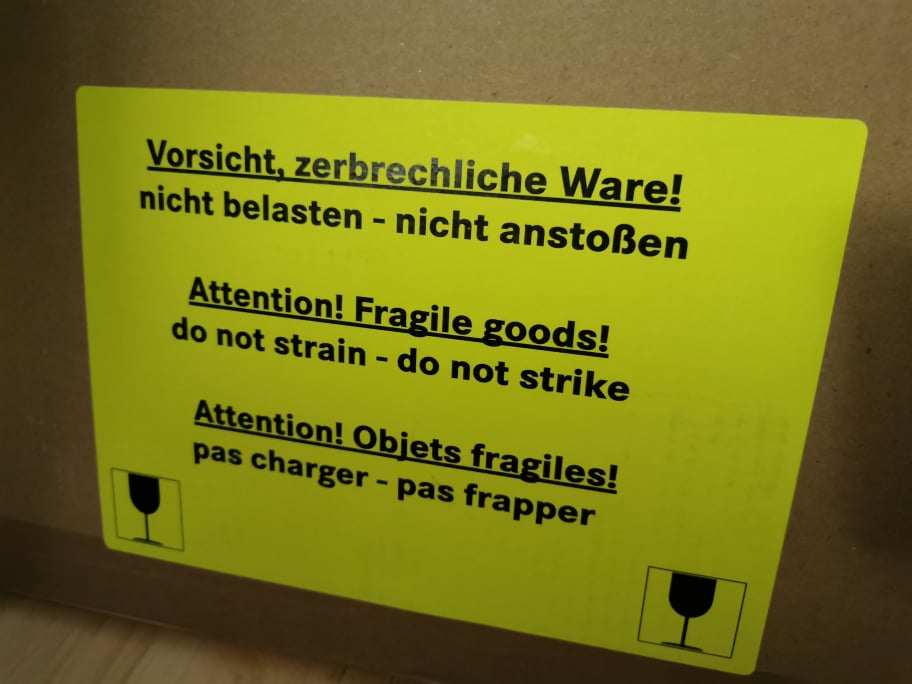 Vorsicht, zerbrechliche Ware!
nicht belasten - nicht anstoßen
Attention! Fragile goods!
do not strain - do not strike
Attention! Objets fragiles!
pas charger - pas frapper